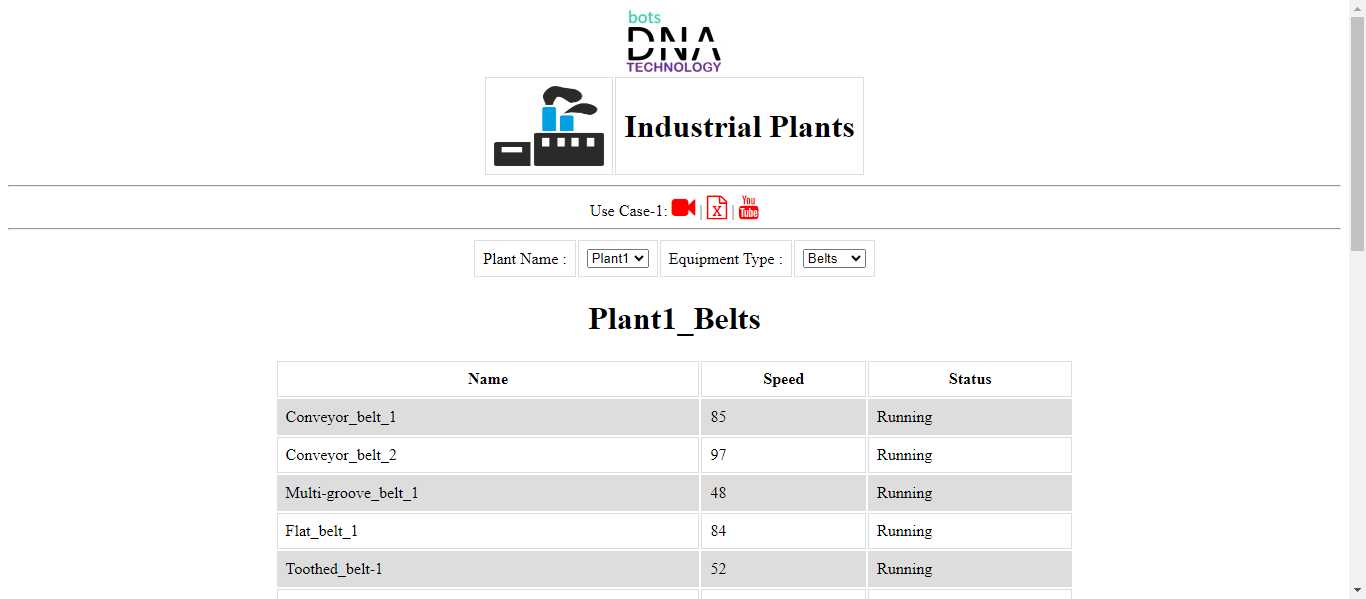 bots
DNA
TECHNOLOGY
Industrial Plants
Use Case-1: | X | You Tube
Plant Name : Plant1 Equipment Type : Belts
Plant1_Belts
Name Speed Status
Conveyor_belt_1 85 Running
Conveyor_belt_2 97 Running
Multi-groove_belt_1 48 Running
Flat_belt_1 84 Running
Toothed_belt-1 52 Running